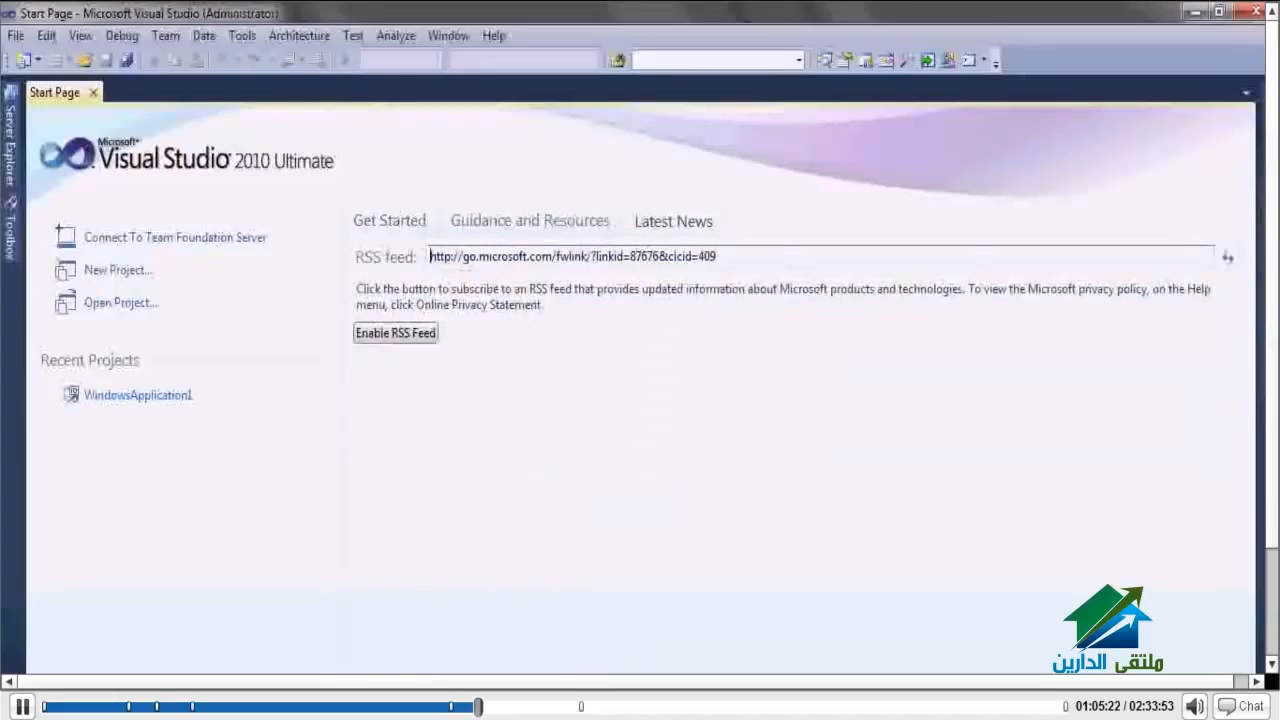 Start Page - Microsoft Visual Studio (Administrator)
File Edit View Debug Team Data Tools Architecture Test Analyze Window Help
Start Page
Server Explorer
Toolbox
Microsoft
Visual Studio 2010 Ultimate
Connect To Team Foundation Server
New Project...
Open Project...
Recent Projects
WindowsApplication1
Get Started Guidance and Resources Latest News
RSS feed: http://go.microsoft.com/fwlink/?linkid=87676&clcid=409
Click the button to subscribe to an RSS feed that provides updated information about Microsoft products and technologies. To view the Microsoft privacy policy, on the Help
menu, click Online Privacy Statement.
Enable RSS Feed
ملتقى الدارين
01:05:22 / 02:33:53
Chat